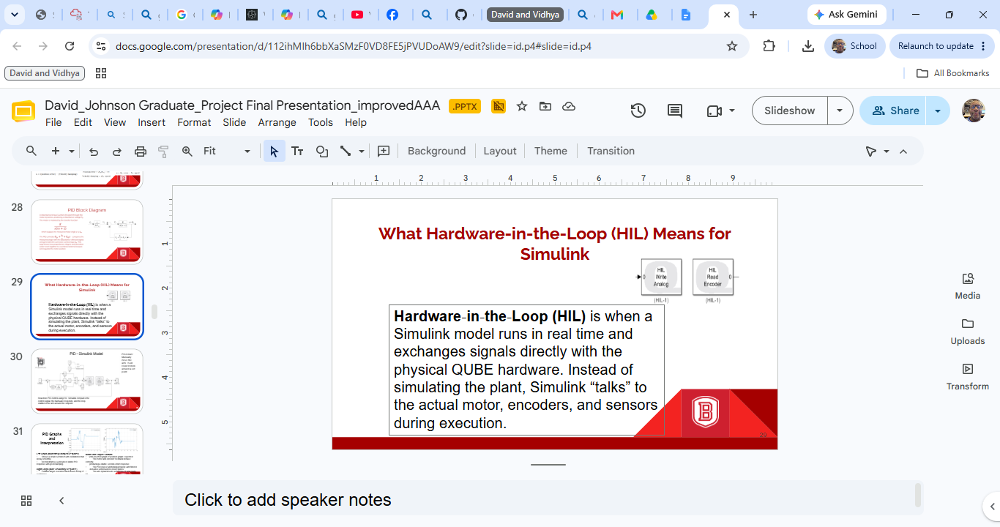 David and Vidhya
Ask Gemini
docs.google.com/presentation/d/112ihMIh6bbXaSMzF0VD8FE5jPVUDoAW9/edit?slide=id.p4#slide=id.p4
School
Relaunch to update
David and Vidhya
All Bookmarks
David_Johnson Graduate_Project Final Presentation_improvedAAA
.PPTX
File Edit View Insert Format Slide Arrange Tools Help
Slideshow
Share
Fit
Background
Layout
Theme
Transition
1 2 3 4 5 6 7 8 9
1
2
3
4
5
28
PID Block Diagram
29
What Hardware-in-the-Loop (HIL) Means for
Simulink
Hardware-in-the-Loop (HIL) is when a
Simulink model runs in real time and
exchanges signals directly with the
physical QUBE hardware. Instead of
simulating the plant, Simulink “talks” to
the actual motor, encoders, and sensors
during execution.
30
PID - Simulink Model
31
PID Graphs
and
Interpretation
What Hardware-in-the-Loop (HIL) Means for
Simulink
HIL
Write
Analog
0
(HIL-1)
HIL
Read
Encoder
0
(HIL-1)
Hardware-in-the-Loop (HIL) is when a
Simulink model runs in real time and
exchanges signals directly with the
physical QUBE hardware. Instead of
simulating the plant, Simulink “talks” to
the actual motor, encoders, and sensors
during execution.
B
29
Media
Uploads
Transform
Click to add speaker notes